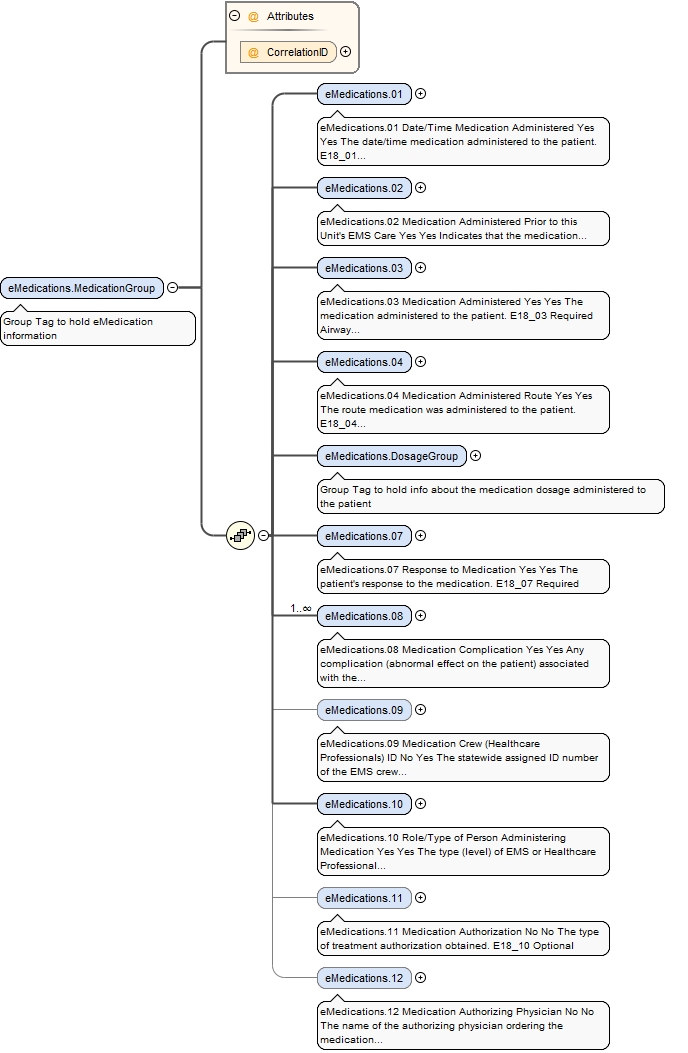 Attributes
CorrelationID
eMedications.01
eMedications.01 Date/Time Medication Administered Yes
Yes The date/time medication administered to the patient.
E18_01...
eMedications.02
eMedications.02 Medication Administered Prior to this
Unit's EMS Care Yes Yes Indicates that the medication...
eMedications.03
eMedications.MedicationGroup
eMedications.03 Medication Administered Yes Yes The
medication administered to the patient. E18_03 Required
Airway...
Group Tag to hold eMedication
information
eMedications.04
eMedications.04 Medication Administered Route Yes Yes
The route medication was administered to the patient.
E18_04...
eMedications.DosageGroup
Group Tag to hold info about the medication dosage administered to
the patient
eMedications.07
eMedications.07 Response to Medication Yes Yes The
patient's response to the medication. E18_07 Required
1..∞
eMedications.08
eMedications.08 Medication Complication Yes Yes Any
complication (abnormal effect on the patient) associated
with the...
eMedications.09
eMedications.09 Medication Crew (Healthcare
Professionals) ID No Yes The statewide assigned ID number
of the EMS crew...
eMedications.10
eMedications.10 Role/Type of Person Administering
Medication Yes Yes The type (level) of EMS or Healthcare
Professional...
eMedications.11
eMedications.11 Medication Authorization No No The type
of treatment authorization obtained. E18_10 Optional
eMedications.12
eMedications.12 Medication Authorizing Physician No No
The name of the authorizing physician ordering the
medication...